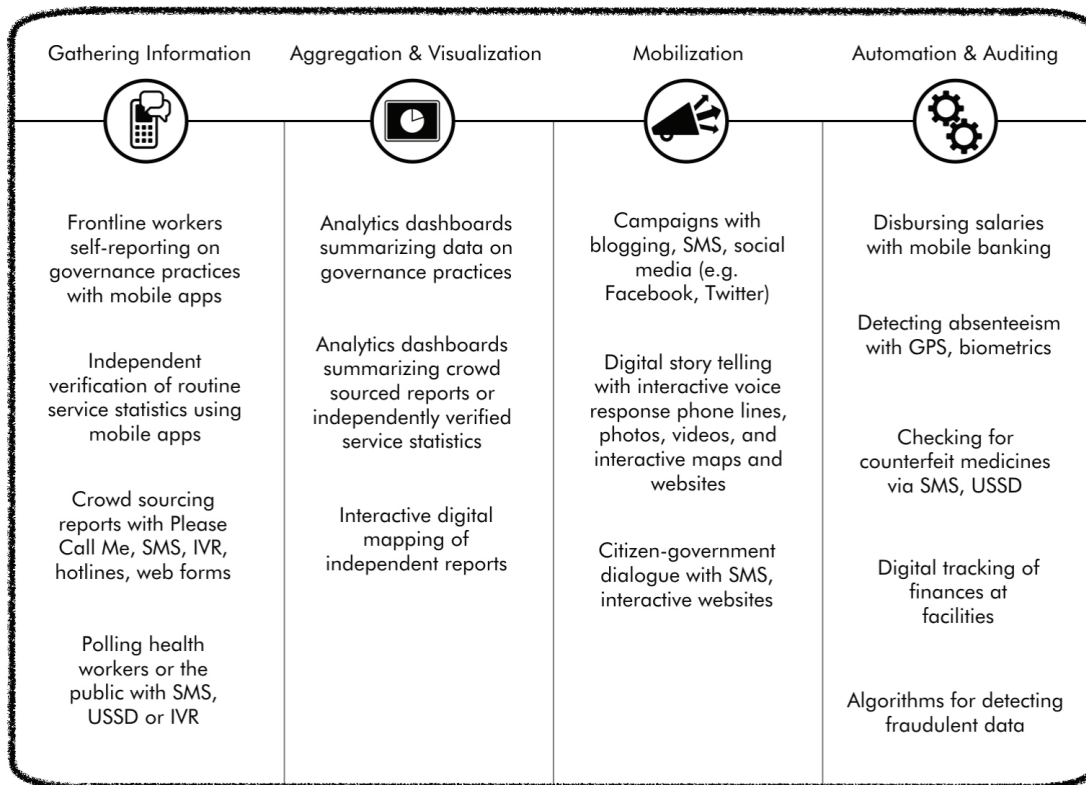 Gathering Information
Frontline workers
self-reporting on
governance practices
with mobile apps
Independent
verification of routine
service statistics using
mobile apps
Crowd sourcing
reports with Please
Call Me, SMS, IVR,
hotlines, web forms
Polling health
workers or the
public with SMS,
USSD or IVR
Aggregation & Visualization
Analytics dashboards
summarizing data on
governance practices
Analytics dashboards
summarizing crowd
sourced reports or
independently verified
service statistics
Interactive digital
mapping of
independent reports
Mobilization
Campaigns with
blogging, SMS, social
media (e.g.
Facebook, Twitter)
Digital story telling
with interactive voice
response phone lines,
photos, videos, and
interactive maps and
websites
Citizen-government
dialogue with SMS,
interactive websites
Automation & Auditing
Disbursing salaries
with mobile banking
Detecting absenteeism
with GPS, biometrics
Checking for
counterfeit medicines
via SMS, USSD
Digital tracking of
finances at
facilities
Algorithms for detecting
fraudulent data